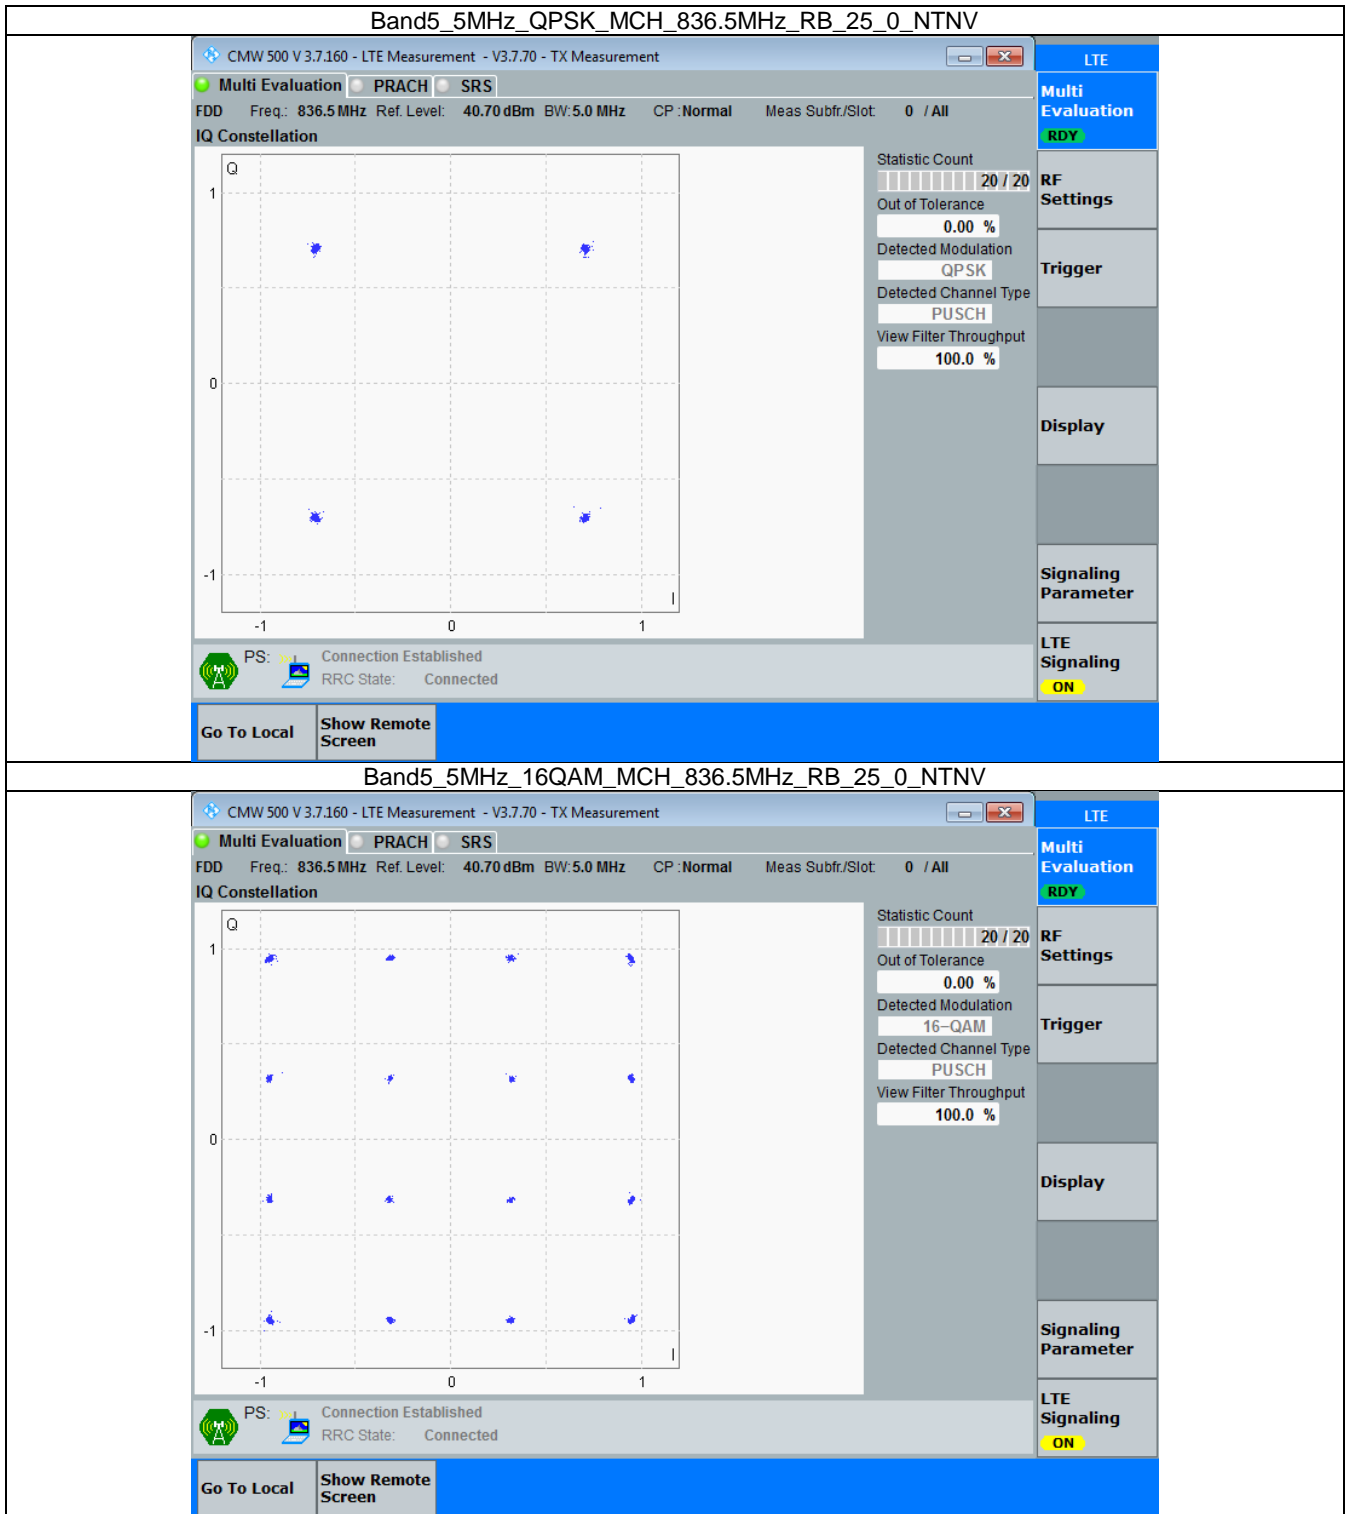 Band5_5MHz_QPSK_MCH_836.5MHz_RB_25_0_NTNV
CMW 500 V 3.7.160 - LTE Measurement - V3.7.70 - TX Measurement
LTE
Multi Evaluation PRACH SRS
Multi
Evaluation
RDY
FDD Freq.: 836.5 MHz Ref. Level: 40.70 dBm BW: 5.0 MHz CP : Normal Meas Subfr./Slot: 0 / All
IQ Constellation
Q
1
0
-1
I
-1 0 1
Statistic Count
20 / 20
Out of Tolerance
0.00 %
Detected Modulation
QPSK
Detected Channel Type
PUSCH
View Filter Throughput
100.0 %
RF
Settings
Trigger
Display
Signaling
Parameter
LTE
Signaling
ON
PS: Connection Established
RRC State: Connected
Go To Local
Show Remote
Screen
Band5_5MHz_16QAM_MCH_836.5MHz_RB_25_0_NTNV
CMW 500 V 3.7.160 - LTE Measurement - V3.7.70 - TX Measurement
LTE
Multi Evaluation PRACH SRS
Multi
Evaluation
RDY
FDD Freq.: 836.5 MHz Ref. Level: 40.70 dBm BW: 5.0 MHz CP : Normal Meas Subfr./Slot: 0 / All
IQ Constellation
Q
1
0
-1
I
-1 0 1
Statistic Count
20 / 20
Out of Tolerance
0.00 %
Detected Modulation
16-QAM
Detected Channel Type
PUSCH
View Filter Throughput
100.0 %
RF
Settings
Trigger
Display
Signaling
Parameter
LTE
Signaling
ON
PS: Connection Established
RRC State: Connected
Go To Local
Show Remote
Screen